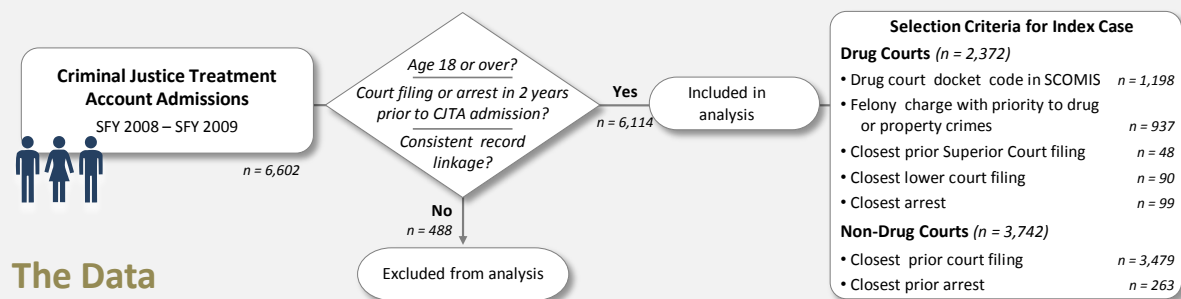 Criminal Justice Treatment
Account Admissions
SFY 2008 – SFY 2009
n = 6,602
Age 18 or over?
Court filing or arrest in 2 years
prior to CJTA admission?
Consistent record
linkage?
Yes
n = 6,114
No
n = 488
Excluded from analysis
Included in
analysis
Selection Criteria for Index Case
Drug Courts (n = 2,372)
• Drug court docket code in SCOMIS n = 1,198
• Felony charge with priority to drug
or property crimes n = 937
• Closest prior Superior Court filing n = 48
• Closest lower court filing n = 90
• Closest arrest n = 99
Non-Drug Courts (n = 3,742)
• Closest prior court filing n = 3,479
• Closest prior arrest n = 263
The Data